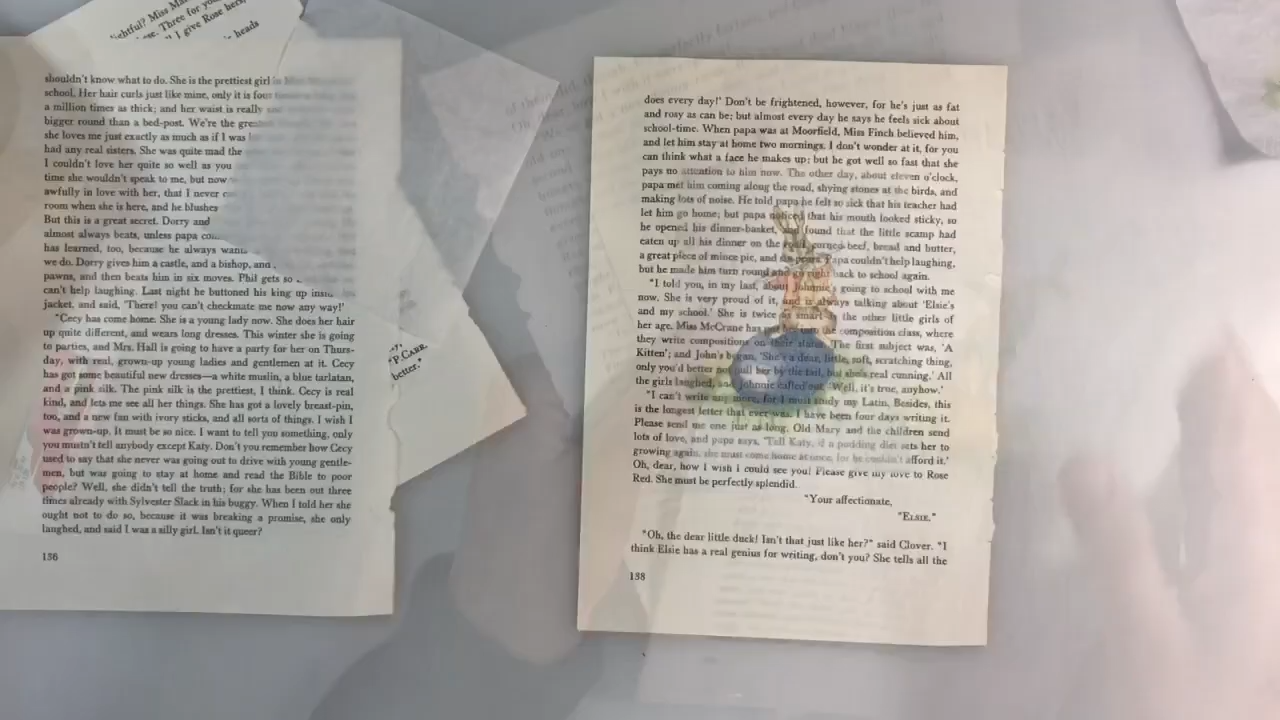 shouldn't know what to do. She is the prettiest girl in
school. Her hair curls just like mine, only it is four
a million times as thick; and her waist is really
bigger round than a bed-post. We're the greatest
she loves me just exactly as much as if I was
had any real sisters. She was quite mad the
I couldn't love her quite so well as you
time she wouldn't speak to me, but now
awfully in love with her, that I never
room when she is here, and he blushes
But this is a great secret. Dorry and
almost always beats, unless papa
has learned, too, because he always
we do. Dorry gives him a castle, and a bishop, and
pawns, and then beats him in six moves. Phil gets so
can't help laughing. Last night he buttoned his king up inside
jacket, and said, 'There! you can't checkmate me now any way!'
"Cecy has come home. She is a young lady now. She does her hair
up quite different, and wears long dresses. This winter she is going
to parties, and Mrs. Hall is going to have a party for her on Thurs-
day, with real, grown-up young ladies and gentlemen at it. Cecy
has got some beautiful new dresses—a white muslin, a blue tarlatan,
and a pink silk. The pink silk is the prettiest, I think. Cecy is real
kind, and lets me see all her things. She has got a lovely breast-pin,
too, and a new fan with ivory sticks, and all sorts of things. I wish I
was grown-up. It must be so nice. I want to tell you something, only
you mustn't tell anybody except Katy. Don't you remember how Cecy
used to say that she never was going out to drive with young gentle-
men, but was going to stay at home and read the Bible to poor
people? Well, she didn't tell the truth; for she has been out three
times already with Sylvester Slack in his buggy. When I told her she
ought not to do so, because it was breaking a promise, she only
laughed, and said I was a silly girl. Isn't it queer?
136
Miss
Three for
I give Rose
heads
P. CARR.
better."
does every day!' Don't be frightened, however, for he's just as fat
and rosy as can be; but almost every day he says he feels sick about
school-time. When papa was at Moorfield, Miss Finch believed him,
and let him stay at home two mornings. I don't wonder at it, for you
can think what a face he makes up; but he got well so fast that she
pays no attention to him now. The other day, about eleven o'clock,
papa met him coming along the road, shying stones at the birds, and
making lots of noise. He told papa he felt so sick that his teacher had
let him go home; but papa noticed that his mouth looked sticky, so
he opened his dinner-basket, and found that the little scamp had
eaten up all his dinner on the road, corned beef, bread and butter,
a great piece of mince pie, and six pears. Papa couldn't help laughing,
but he made him turn round and go right back to school again.
"I told you, in my last, about Johnnie's going to school with me
now. She is very proud of it, and is always talking about 'Elsie's
and my school.' She is twice as smart as the other little girls of
her age. Miss McCrane has put her into the composition class, where
they write compositions on their slates. The first subject was, 'A
Kitten'; and John's began, 'She's a dear, little, soft, scratching thing,
only you'd better not pull her by the tail, but she's real cunning.' All
the girls laughed, and Johnnie called out, 'Well, it's true, anyhow.'
"I can't write any more, for I must study my Latin. Besides, this
is the longest letter that ever was. I have been four days writing it.
Please send me one just as long. Old Mary and the children send
lots of love, and papa says, 'Tell Katy, if a pudding diet sets her to
growing again, she must come home at once, for he couldn't afford it.'
Oh, dear, how I wish I could see you! Please give my love to Rose
Red. She must be perfectly splendid.
"Your affectionate,
"ELSIE."
"Oh, the dear little duck! Isn't that just like her?" said Clover. "I
think Elsie has a real genius for writing, don't you? She tells all the
138